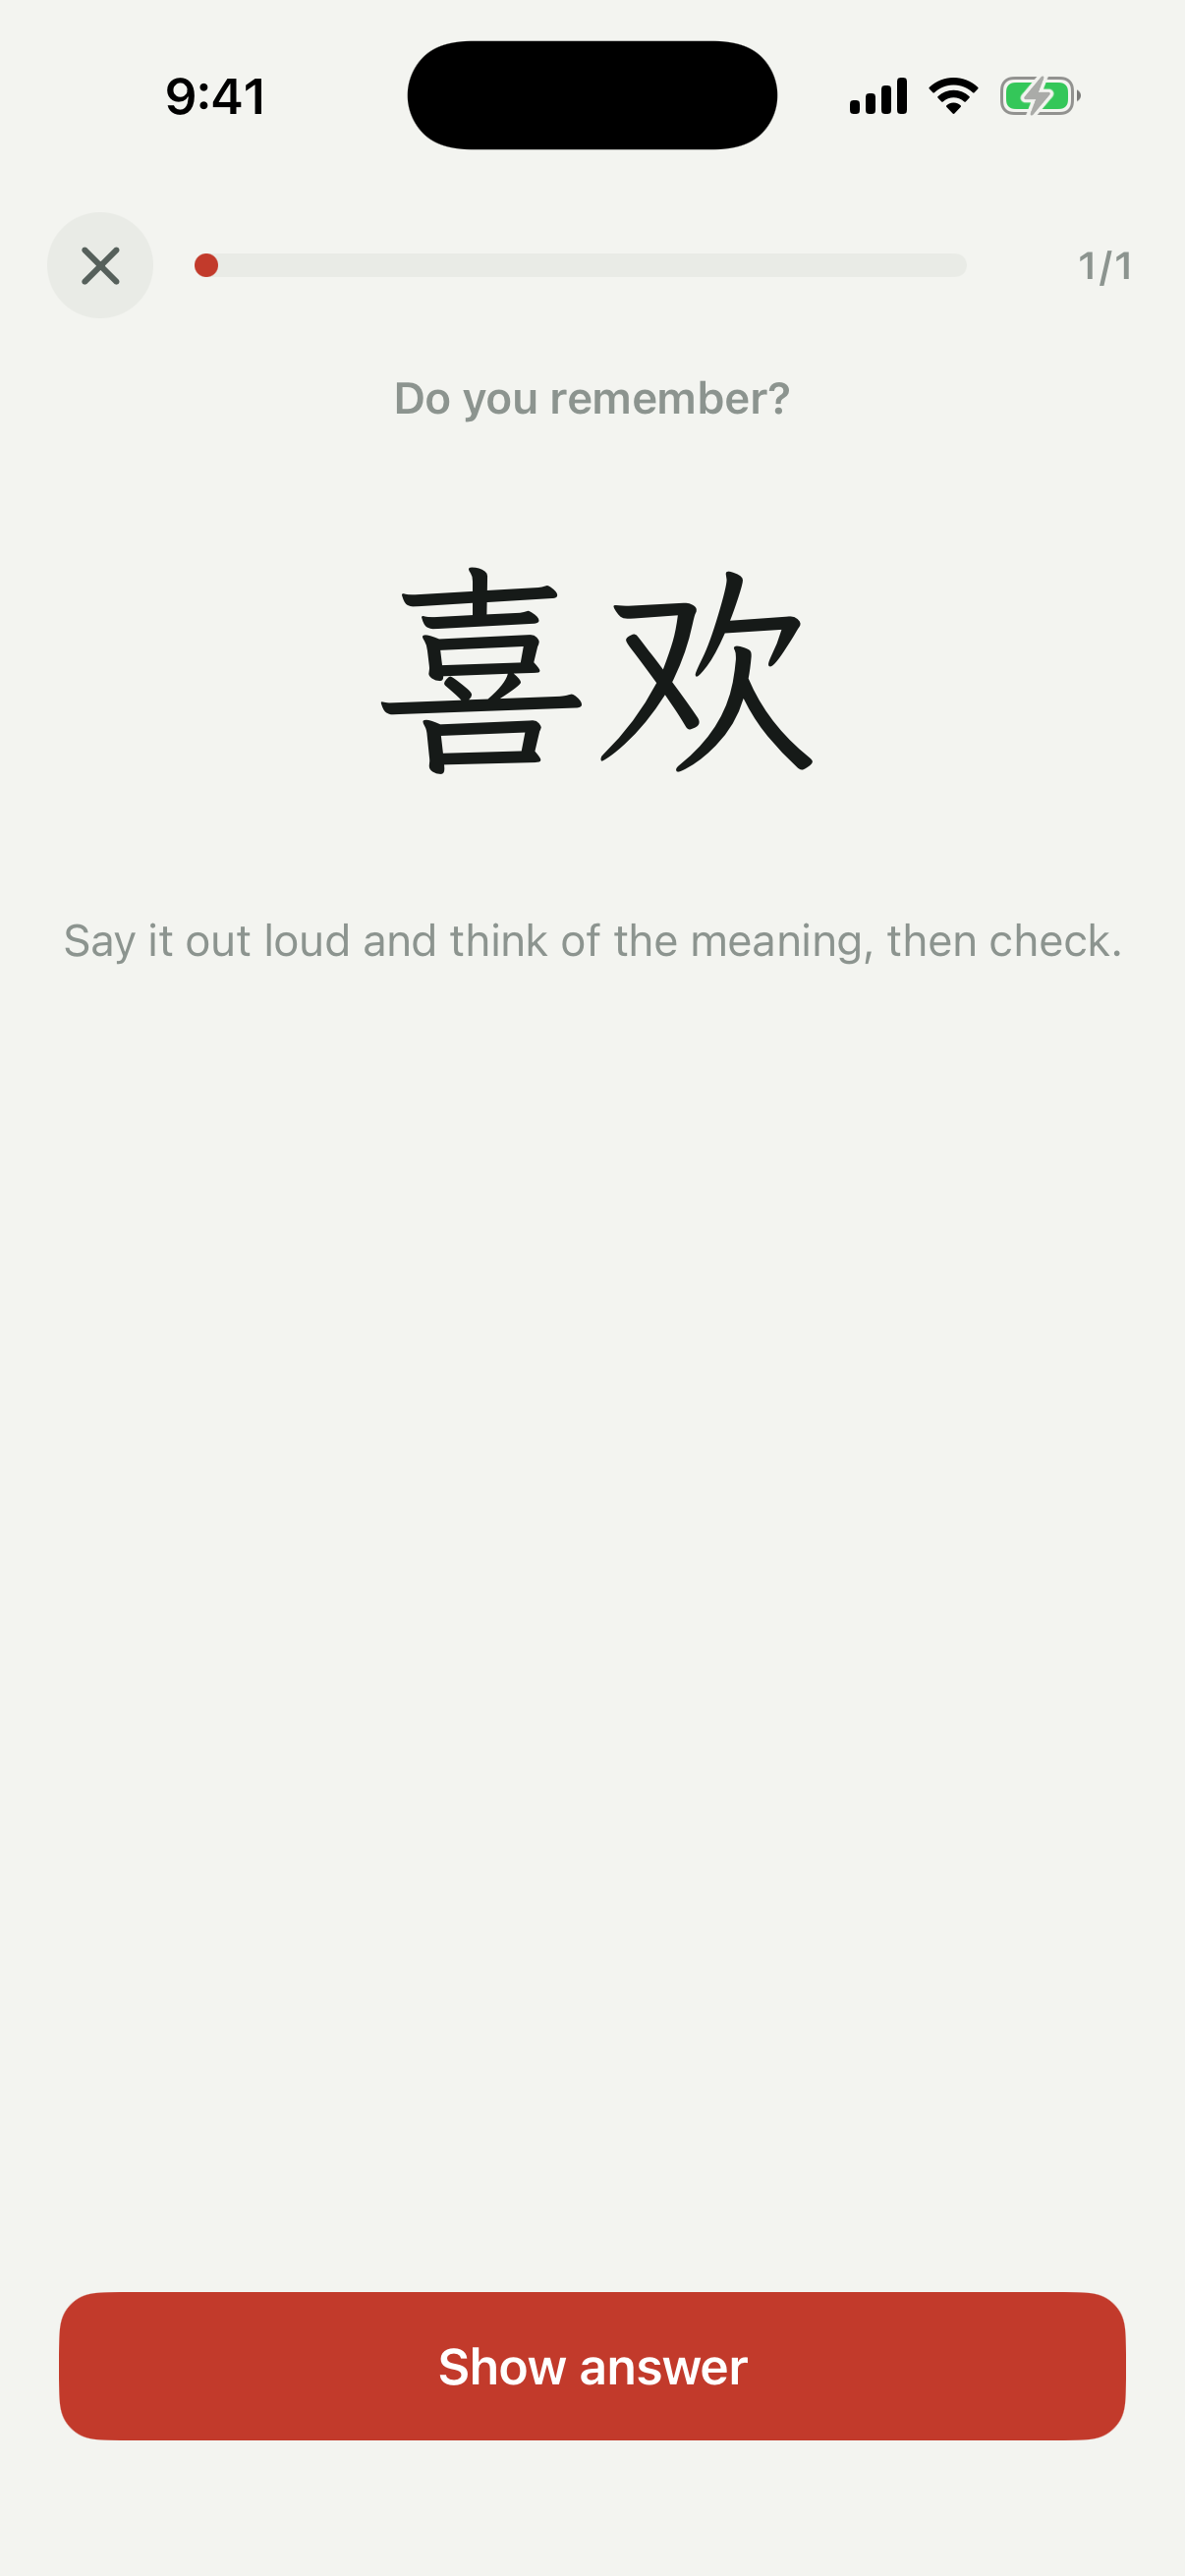 9:41
1/1
Do you remember?
喜欢
Say it out loud and think of the meaning, then check.
Show answer